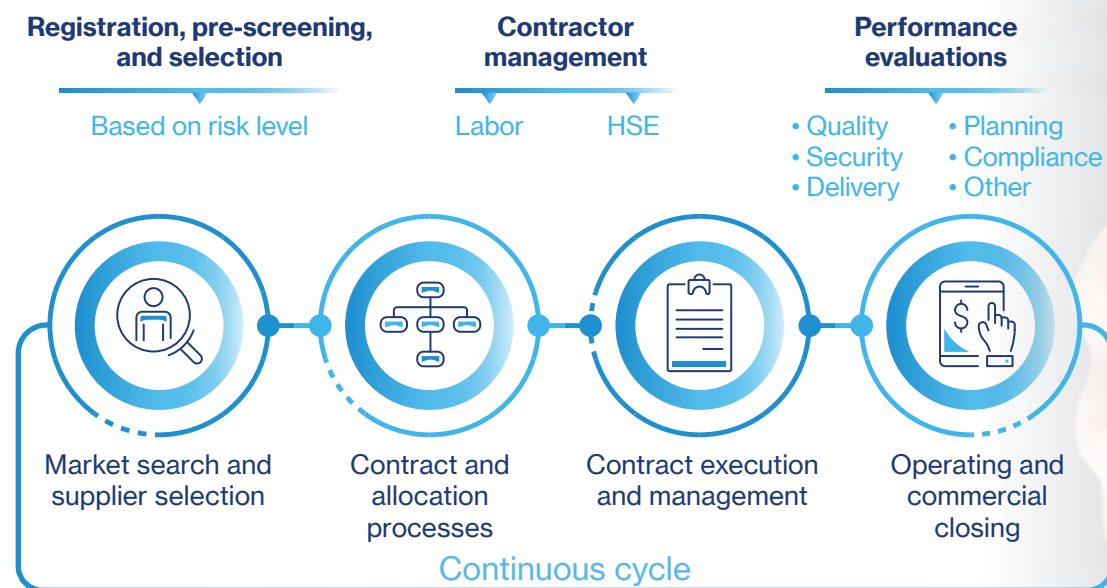 Registration, pre-screening,
and selection
Based on risk level
Contractor
management
Labor
HSE
Performance
evaluations
• Quality
• Security
• Delivery
• Planning
• Compliance
• Other
$
Market search and
supplier selection
Contract and
allocation
processes
Contract execution
and management
Operating and
commercial
closing
Continuous cycle